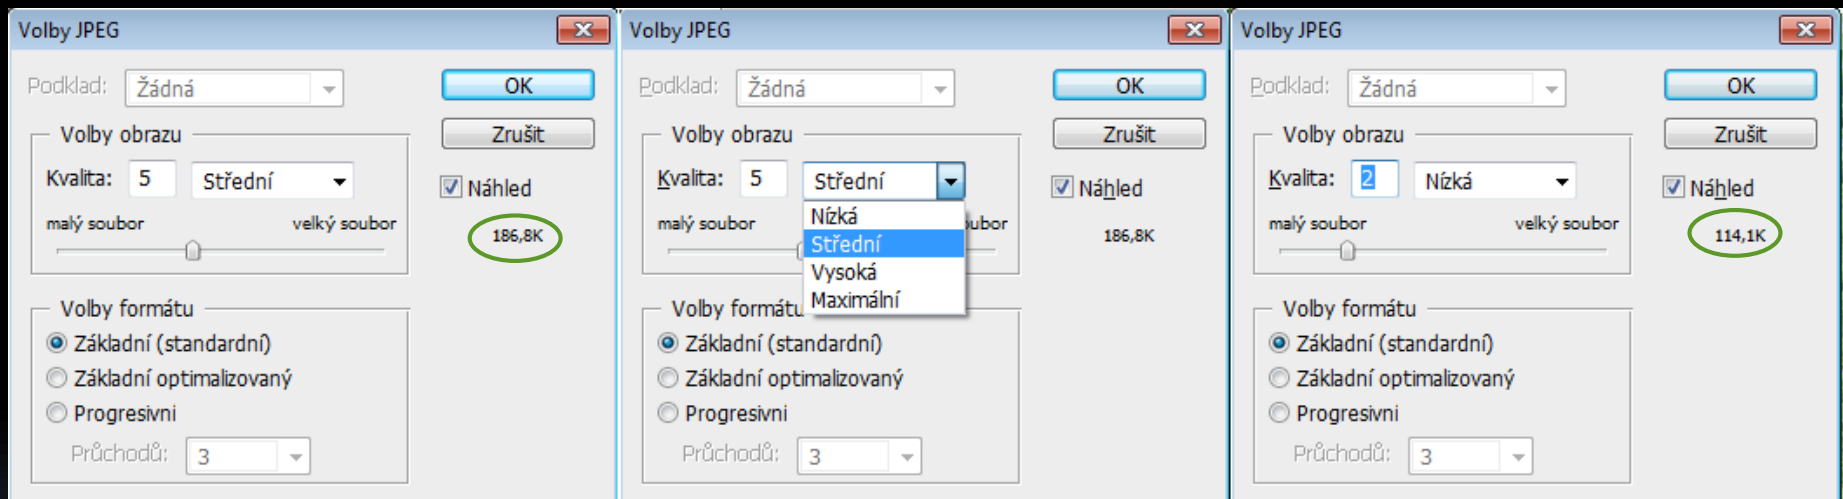 Volby JPEG
Podklad: Žádná
OK
Volby obrazu
Zrušit
Kvalita: 5 Střední
Náhled
malý soubor velký soubor
186,8K
Volby formátu
Základní (standardní)
Základní optimalizovaný
Progresivni
Průchodů: 3
Volby JPEG
Podklad: Žádná
OK
Volby obrazu
Zrušit
Kvalita: 5 Střední
Náhled
Nízká
malý soubor ubor
186,8K
Střední
Vysoká
Maximální
Volby formátu
Základní (standardní)
Základní optimalizovaný
Progresivni
Průchodů: 3
Volby JPEG
Podklad: Žádná
OK
Volby obrazu
Zrušit
Kvalita: 2 Nízká
Náhled
malý soubor velký soubor
114,1K
Volby formátu
Základní (standardní)
Základní optimalizovaný
Progresivni
Průchodů: 3